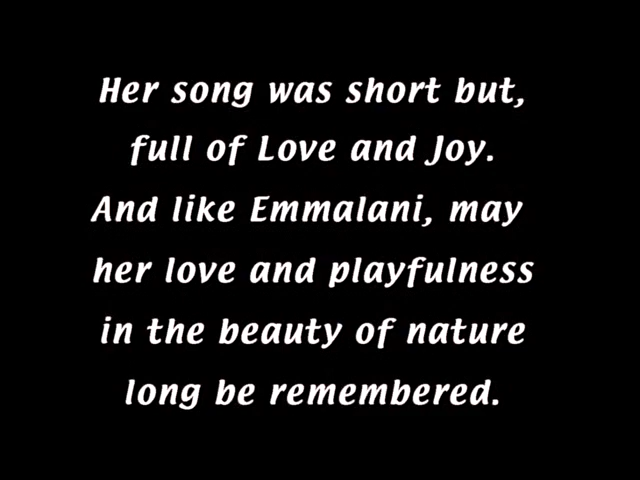 Her song was short but,
full of Love and Joy.
And like Emmalani, may
her love and playfulness
in the beauty of nature
long be remembered.